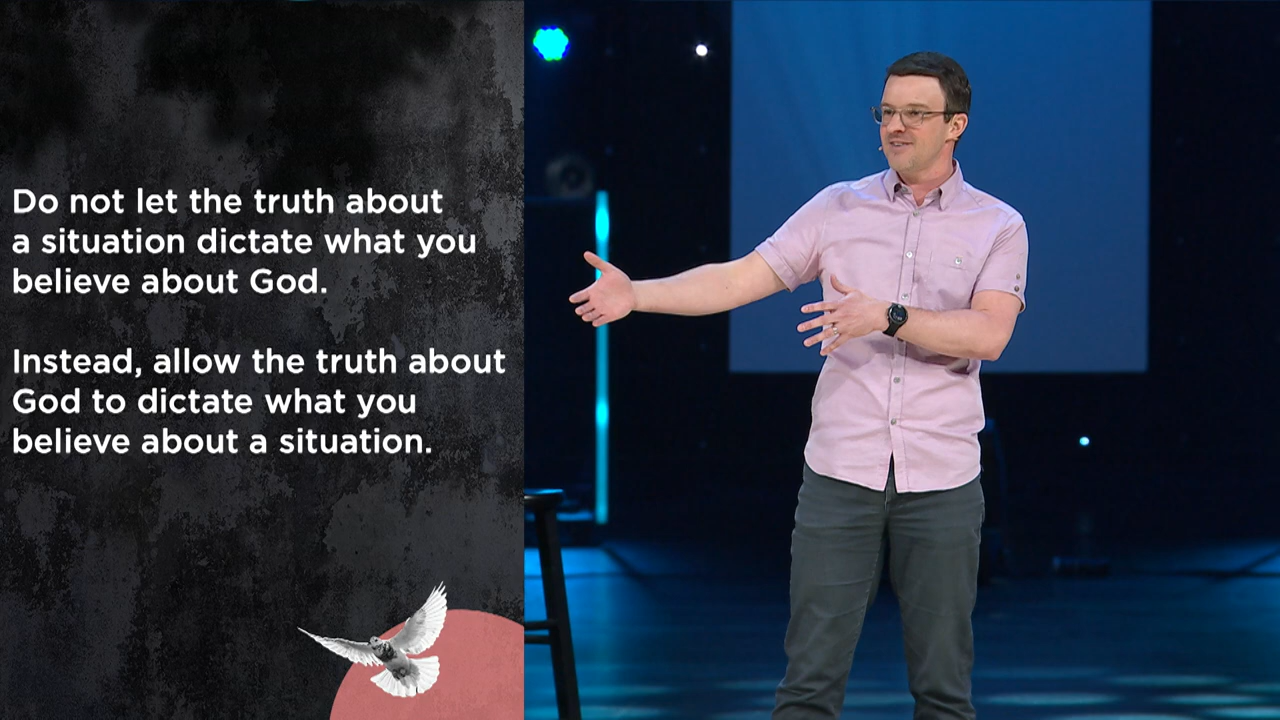 Do not let the truth about
a situation dictate what you
believe about God.
Instead, allow the truth about
God to dictate what you
believe about a situation.